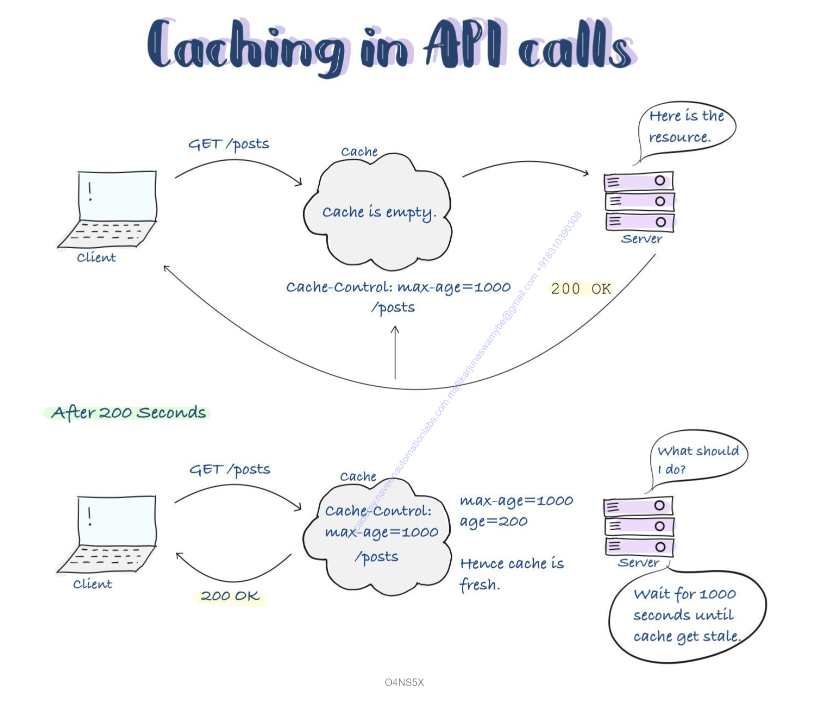 Caching in API calls
Here is the
resource.
GET /posts
Cache
Cache is empty.
Client
Server
Cache-Control: max-age=1000
/posts
200 OK
After 200 Seconds
What should
I do?
GET /posts
Cache
Cache-Control:
max-age=1000
/posts
max-age=1000
age=200
Hence cache is
fresh.
Client
200 OK
Server
Wait for 1000
seconds until
cache get stale.
O4NS5X